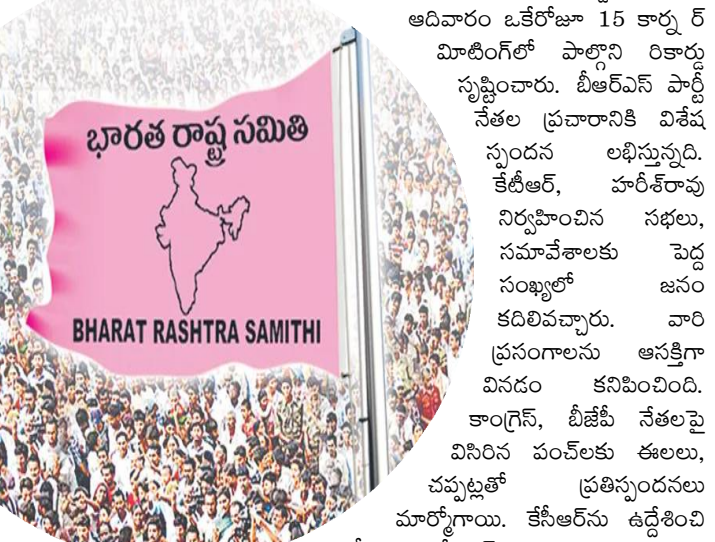 భారత రాష్ట్ర సమితి
BHARAT RASHTRA SAMITHI
ఆదివారం ఒకేరోజూ 15 కార్న ర్
మీటింగ్‌లో పాల్గొని రికార్డు
సృష్టించారు. బీఆర్ఎస్ పార్టీ
నేతల ప్రచారానికి విశేష
స్పందన లభిస్తున్నది.
కేటీఆర్, హరీశ్‌రావు
నిర్వహించిన సభలు,
సమావేశాలకు పెద్ద
సంఖ్యలో జనం
కదిలివచ్చారు. వారి
ప్రసంగాలను ఆసక్తిగా
వినడం కనిపించింది.
కాంగ్రెస్, బీజేపీ నేతలపై
విసిరిన పంచ్‌లకు ఈలలు,
చప్పట్లతో ప్రతిస్పందనలు
మార్మోగాయి. కేసీఆర్‌ను ఉద్దేశించి